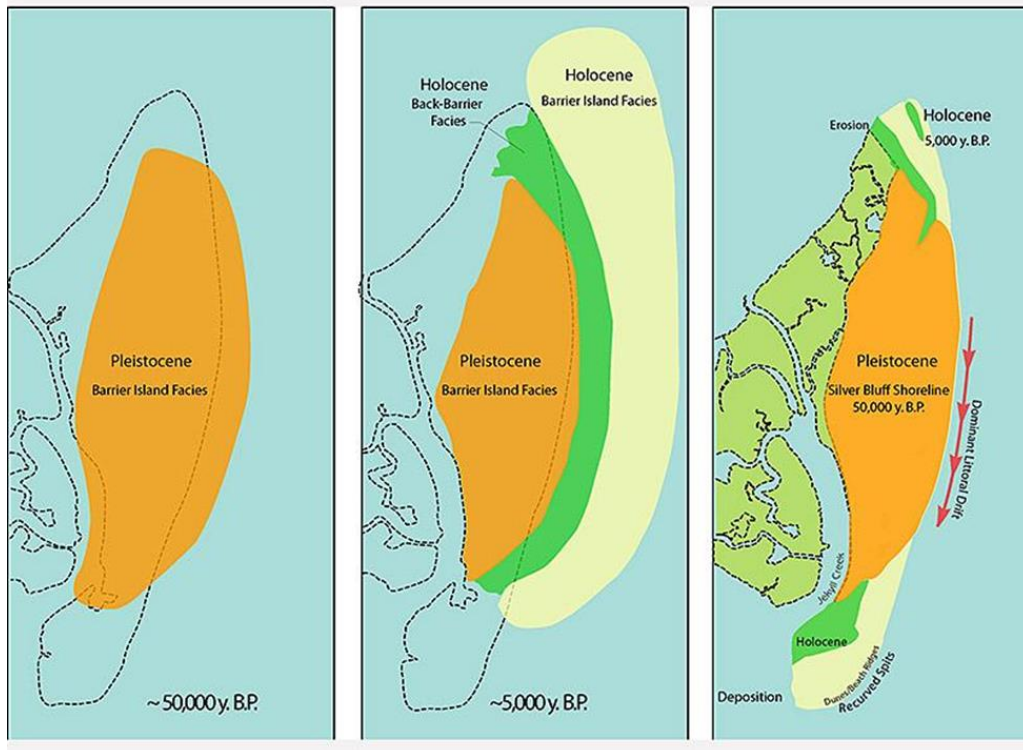 Pleistocene
Barrier Island Facies
~ 50,000 y. B.P.
Holocene
Back-Barrier
Facies
Holocene
Barrier Island Facies
Pleistocene
Barrier Island Facies
~5,000 y. B.P.
Erosion
Holocene
5,000 y. B.P.
Pleistocene
Silver Bluff Shoreline
50,000 y. B.P.
Dominant Littoral Drift
Jekyll Creek
Holocene
Deposition
Dunes/Beach Ridges
Recurved Spits